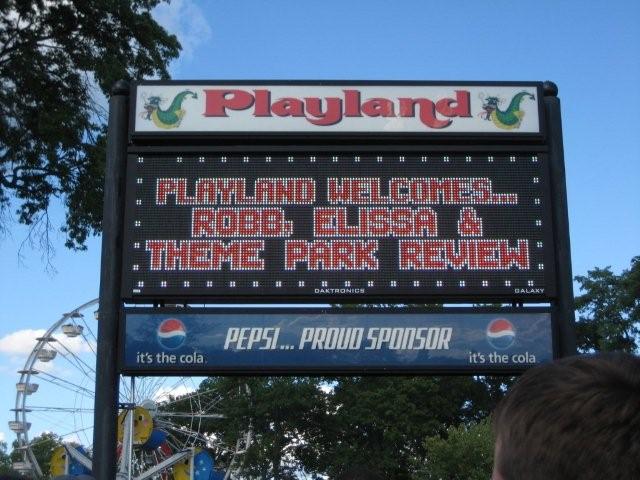 Playland
PLAYLAND WELCOMES...
ROBB, ELISSA &
THEME PARK REVIEW
DAKTRONICS GALAXY
PEPSI... PROUD SPONSOR
it's the cola. it's the cola.